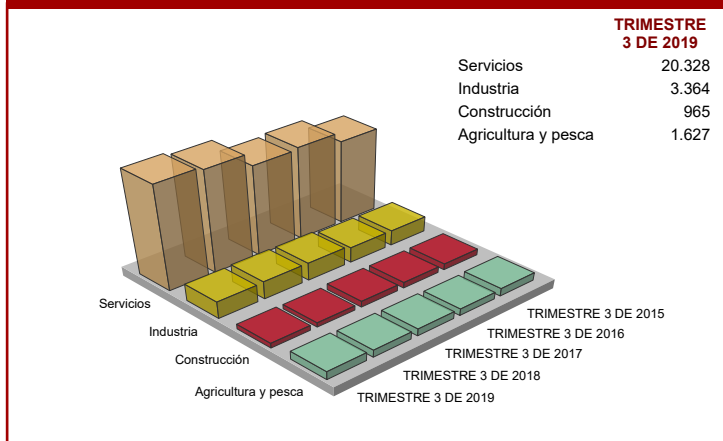 TRIMESTRE
3 DE 2019
Servicios 20.328
Industria 3.364
Construcción 965
Agricultura y pesca 1.627
Servicios
Industria
Construcción
Agricultura y pesca
TRIMESTRE 3 DE 2015
TRIMESTRE 3 DE 2016
TRIMESTRE 3 DE 2017
TRIMESTRE 3 DE 2018
TRIMESTRE 3 DE 2019